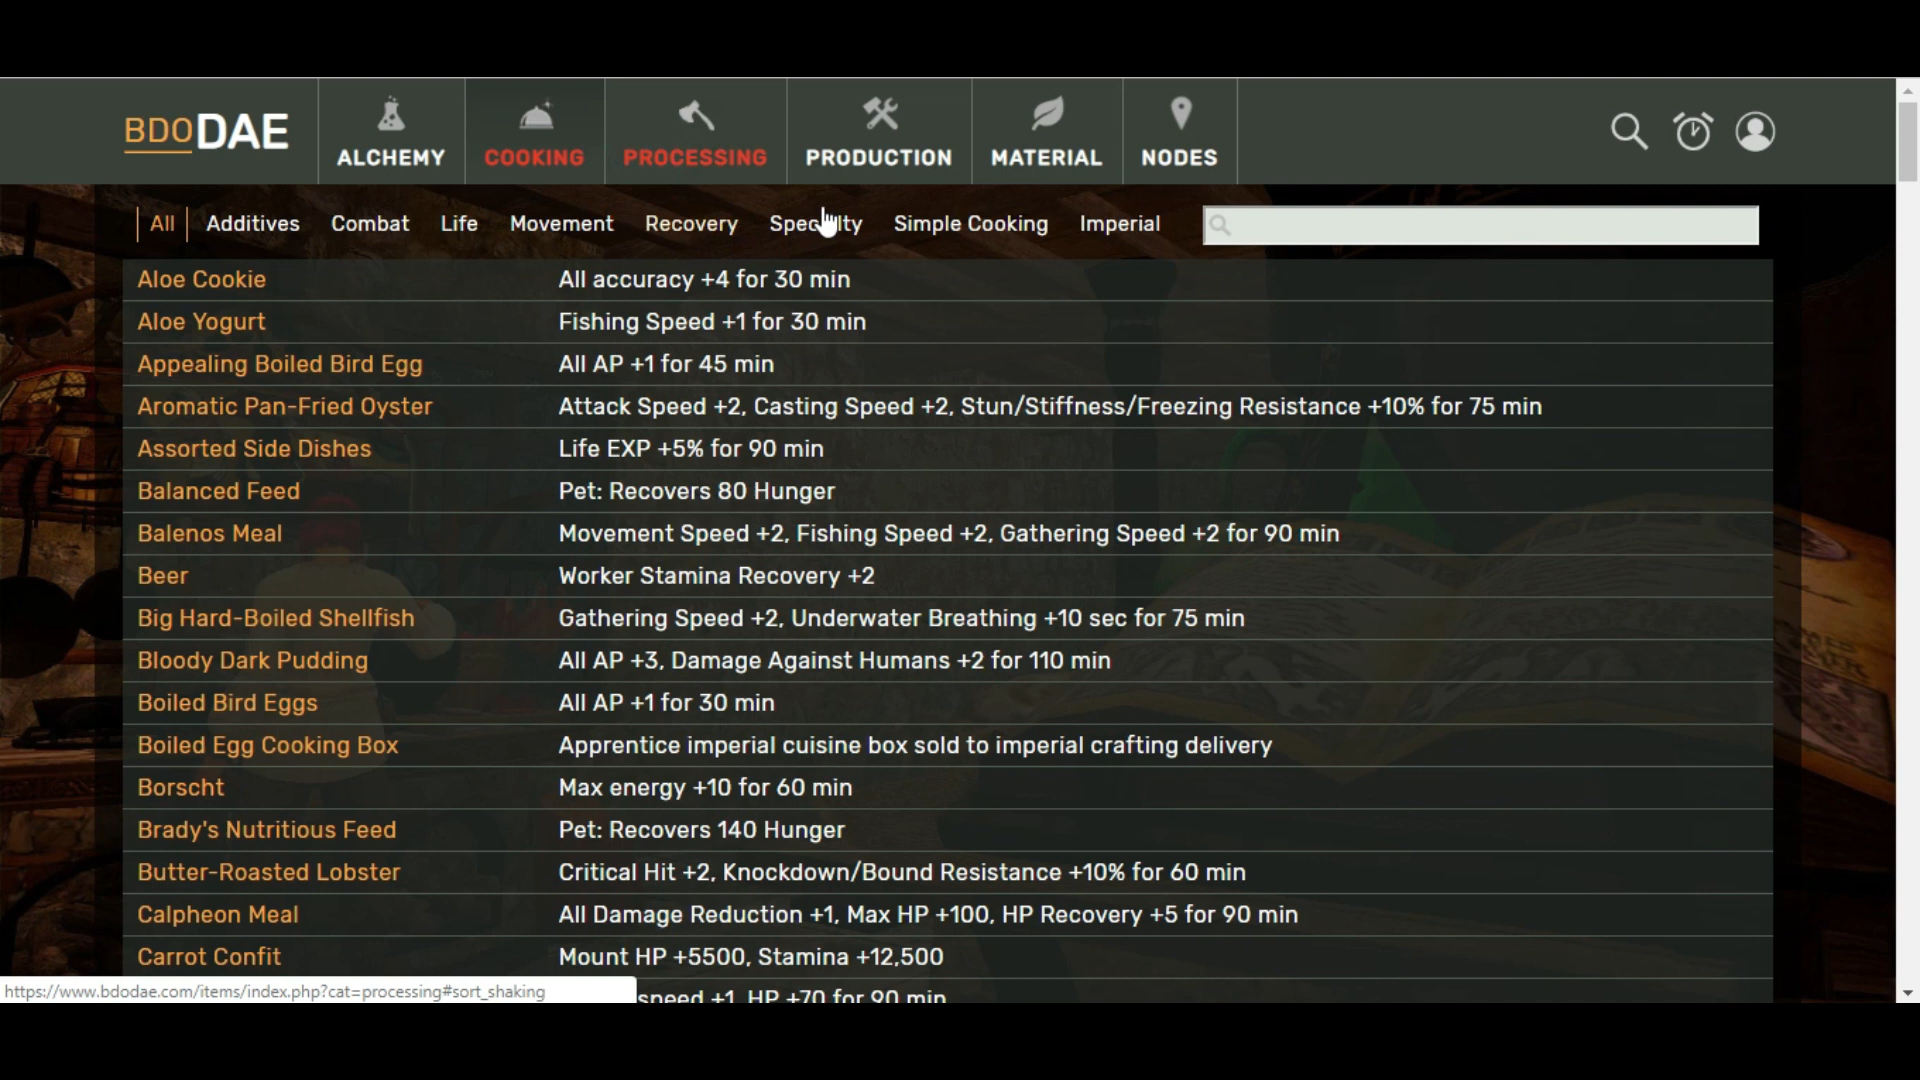 BDODAE
ALCHEMY COOKING PROCESSING PRODUCTION MATERIAL NODES
All Additives Combat Life Movement Recovery Specialty Simple Cooking Imperial
Aloe Cookie All accuracy +4 for 30 min
Aloe Yogurt Fishing Speed +1 for 30 min
Appealing Boiled Bird Egg All AP +1 for 45 min
Aromatic Pan-Fried Oyster Attack Speed +2, Casting Speed +2, Stun/Stiffness/Freezing Resistance +10% for 75 min
Assorted Side Dishes Life EXP +5% for 90 min
Balanced Feed Pet: Recovers 80 Hunger
Balenos Meal Movement Speed +2, Fishing Speed +2, Gathering Speed +2 for 90 min
Beer Worker Stamina Recovery +2
Big Hard-Boiled Shellfish Gathering Speed +2, Underwater Breathing +10 sec for 75 min
Bloody Dark Pudding All AP +3, Damage Against Humans +2 for 110 min
Boiled Bird Eggs All AP +1 for 30 min
Boiled Egg Cooking Box Apprentice imperial cuisine box sold to imperial crafting delivery
Borscht Max energy +10 for 60 min
Brady's Nutritious Feed Pet: Recovers 140 Hunger
Butter-Roasted Lobster Critical Hit +2, Knockdown/Bound Resistance +10% for 60 min
Calpheon Meal All Damage Reduction +1, Max HP +100, HP Recovery +5 for 90 min
Carrot Confit Mount HP +5500, Stamina +12,500
speed +1, HP +70 for 90 min
https://www.bdodae.com/items/index.php?cat=processing#sort_shaking